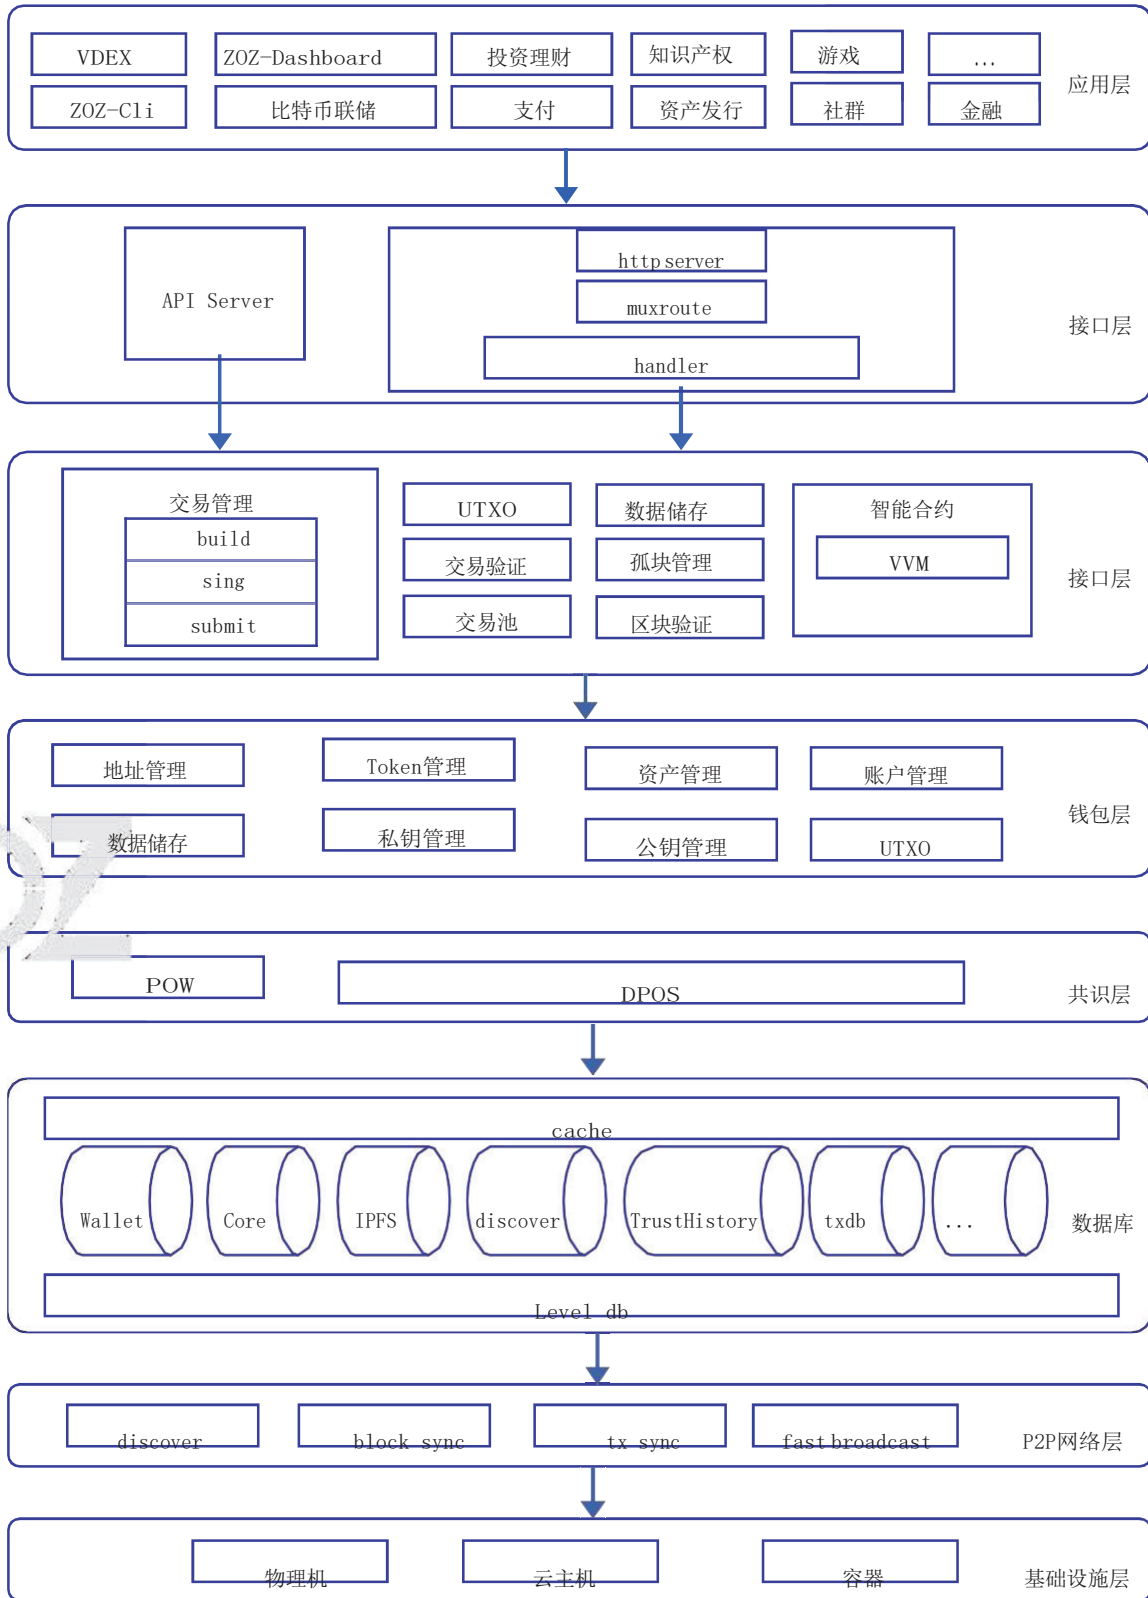 VDEX
ZOZ-Dashboard
投资理财
知识产权
游戏
...
ZOZ-Cli
比特币联储
支付
资产发行
社群
金融
应用层
API Server
http server
muxroute
handler
接口层
交易管理
build
sing
submit
UTXO
交易验证
交易池
数据储存
孤块管理
区块验证
智能合约
VVM
接口层
地址管理
Token管理
资产管理
账户管理
数据储存
私钥管理
公钥管理
UTXO
钱包层
OZ
POW
DPOS
共识层
cache
Wallet
Core
IPFS
discover
TrustHistory
txdb
...
数据库
Level db
discover
block sync
tx sync
fast broadcast
P2P网络层
物理机
云主机
容器
基础设施层